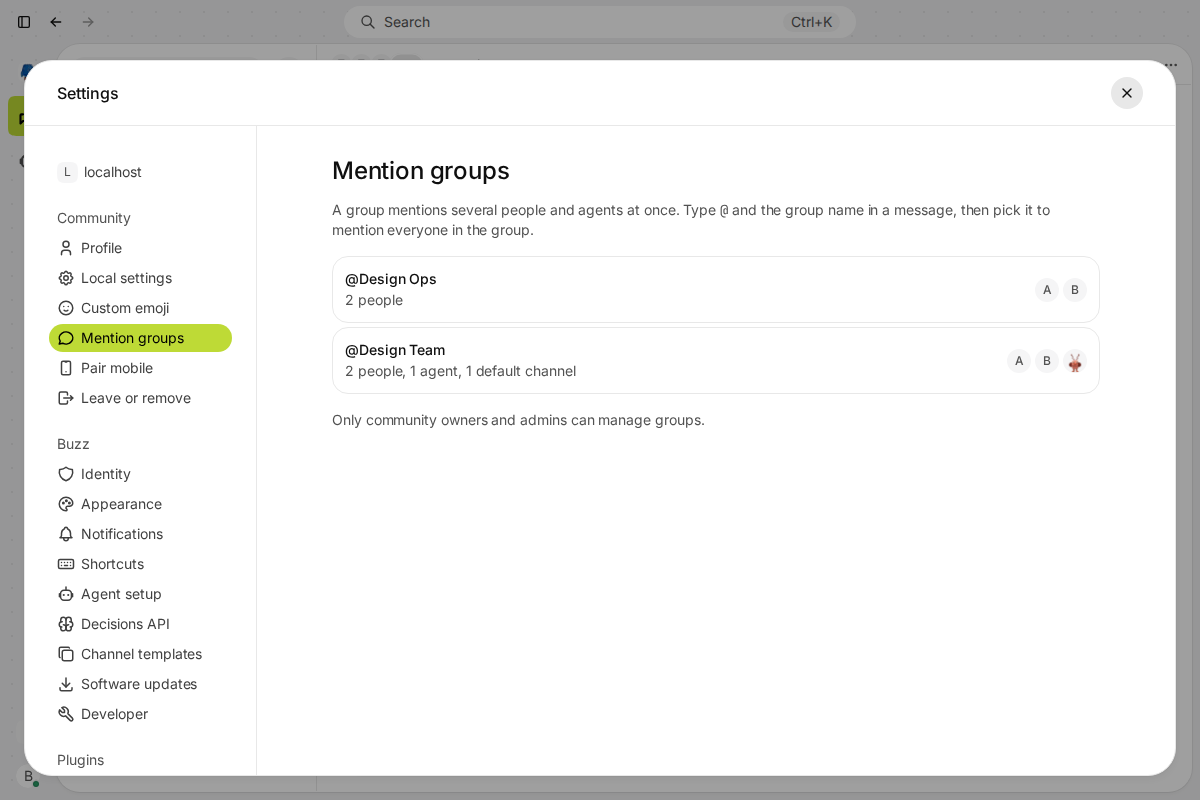 Search
Ctrl+K
Settings
L localhost
Community
Profile
Local settings
Custom emoji
Mention groups
Pair mobile
Leave or remove
Buzz
Identity
Appearance
Notifications
Shortcuts
Agent setup
Decisions API
Channel templates
Software updates
Developer
Plugins
B
Mention groups
A group mentions several people and agents at once. Type @ and the group name in a message, then pick it to
mention everyone in the group.
@Design Ops
2 people
A B
@Design Team
2 people, 1 agent, 1 default channel
A B
Only community owners and admins can manage groups.